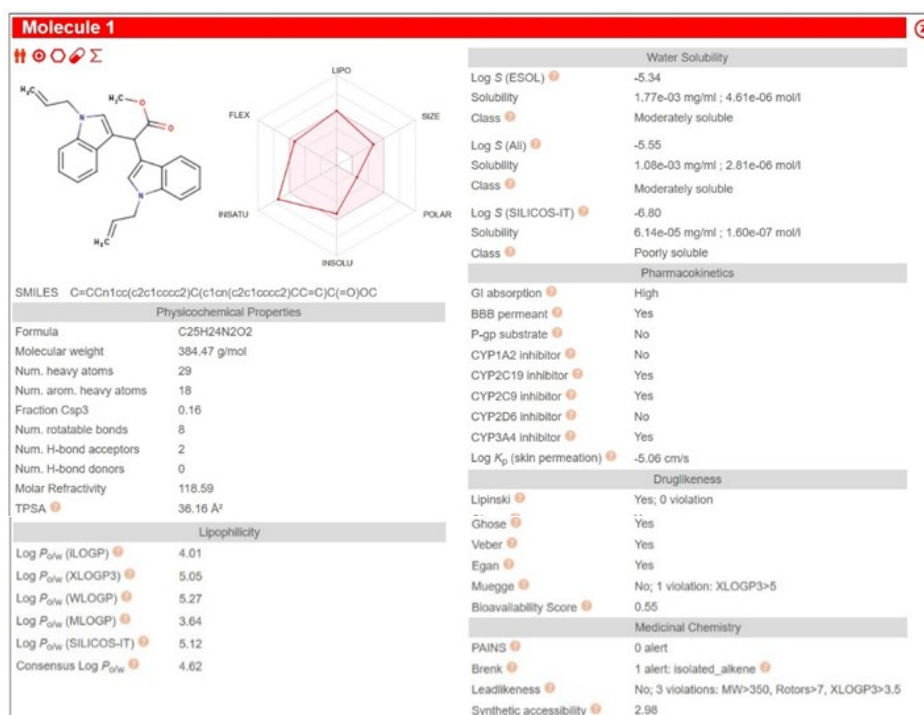 Molecule 1
H₂C
H₃C
O
O
N
N
H₂C
LIPO
FLEX
SIZE
INSATU
POLAR
INSOLU
SMILES C=CCn1cc(c2c1cccc2)C(c1cn(c2c1cccc2)CC=C)C(=O)OC
Physicochemical Properties
Formula C25H24N2O2
Molecular weight 384.47 g/mol
Num. heavy atoms 29
Num. arom. heavy atoms 18
Fraction Csp3 0.16
Num. rotatable bonds 8
Num. H-bond acceptors 2
Num. H-bond donors 0
Molar Refractivity 118.59
TPSA ? 36.16 Å²
Lipophilicity
Log Po/w (iLOGP) ? 4.01
Log Po/w (XLOGP3) ? 5.05
Log Po/w (WLOGP) ? 5.27
Log Po/w (MLOGP) ? 3.64
Log Po/w (SILICOS-IT) ? 5.12
Consensus Log Po/w ? 4.62
Water Solubility
Log S (ESOL) ? -5.34
Solubility 1.77e-03 mg/ml ; 4.61e-06 mol/l
Class ? Moderately soluble
Log S (Ali) ? -5.55
Solubility 1.08e-03 mg/ml ; 2.81e-06 mol/l
Class ? Moderately soluble
Log S (SILICOS-IT) ? -6.80
Solubility 6.14e-05 mg/ml ; 1.60e-07 mol/l
Class ? Poorly soluble
Pharmacokinetics
GI absorption ? High
BBB permeant ? Yes
P-gp substrate ? No
CYP1A2 inhibitor ? No
CYP2C19 inhibitor ? Yes
CYP2C9 inhibitor ? Yes
CYP2D6 inhibitor ? No
CYP3A4 inhibitor ? Yes
Log Kp (skin permeation) ? -5.06 cm/s
Druglikeness
Lipinski ? Yes; 0 violation
Ghose ? Yes
Veber ? Yes
Egan ? Yes
Muegge ? No; 1 violation: XLOGP3>5
Bioavailability Score ? 0.55
Medicinal Chemistry
PAINS ? 0 alert
Brenk ? 1 alert: isolated_alkene ?
Leadlikeness ? No; 3 violations: MW>350, Rotors>7, XLOGP3>3.5
Synthetic accessibility ? 2.98